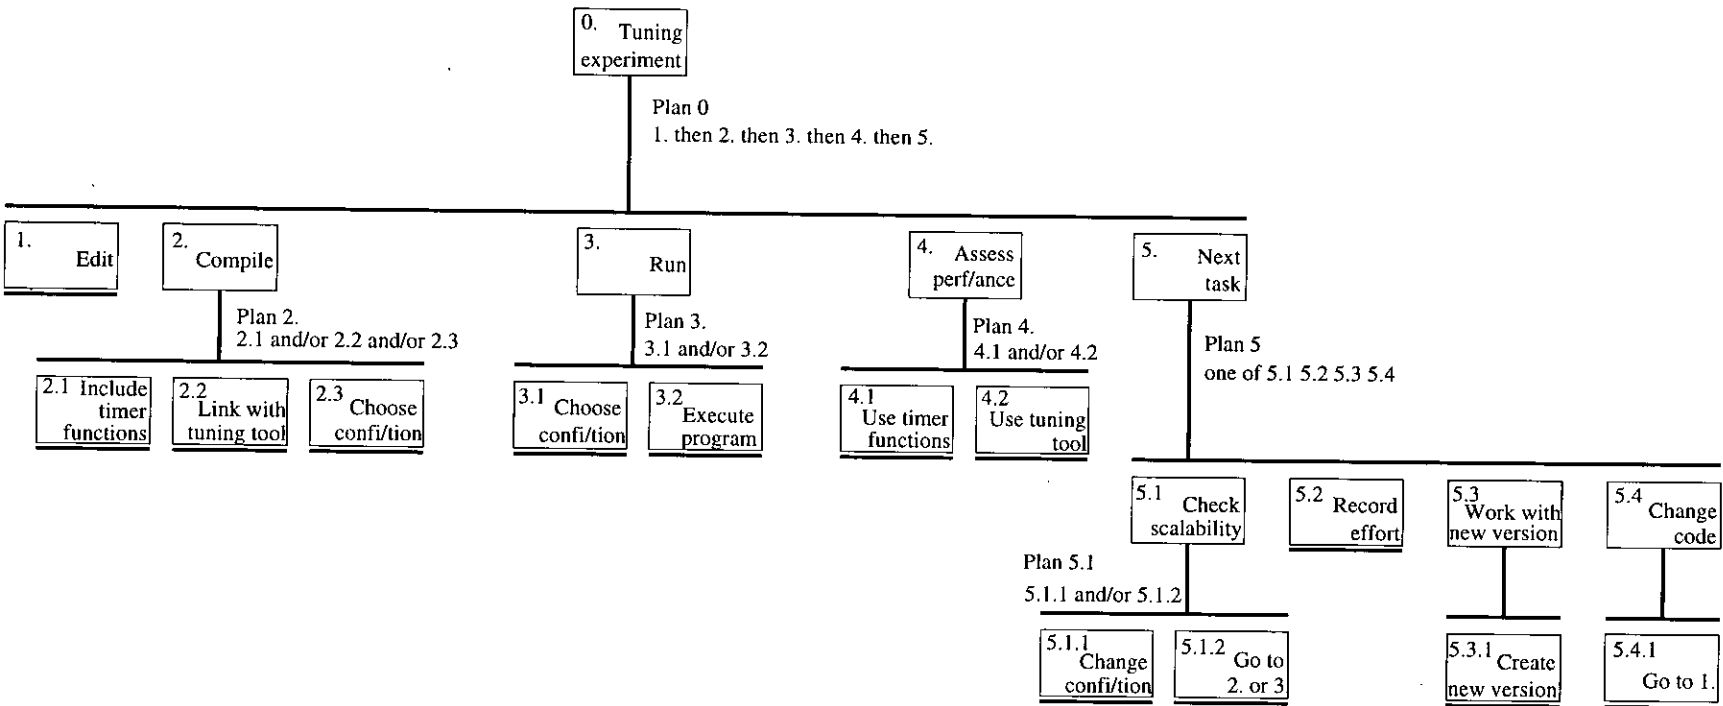 0. Tuning
experiment
Plan 0
1. then 2. then 3. then 4. then 5.
1.
Edit
2.
Compile
3.
Run
4. Assess
perf/ance
5. Next
task
Plan 2.
2.1 and/or 2.2 and/or 2.3
Plan 3.
3.1 and/or 3.2
Plan 4.
4.1 and/or 4.2
Plan 5
one of 5.1 5.2 5.3 5.4
2.1 Include
timer
functions
2.2
Link with
tuning tool
2.3 Choose
confi/tion
3.1 Choose
confi/tion
3.2
Execute
program
4.1
Use timer
functions
4.2
Use tuning
tool
5.1 Check
scalability
5.2 Record
effort
5.3
Work with
new version
5.4 Change
code
Plan 5.1
5.1.1 and/or 5.1.2
5.1.1
Change
confi/tion
5.1.2 Go to
2. or 3
5.3.1 Create
new version
5.4.1
Go to 1.